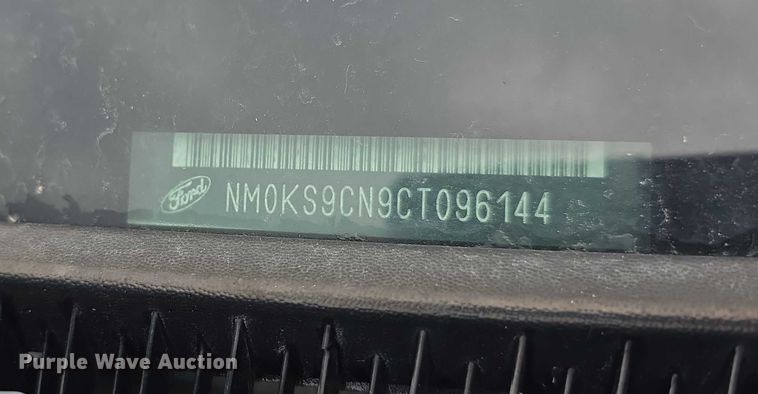 Ford NM0KS9CN9CT096144
Purple Wave Auction